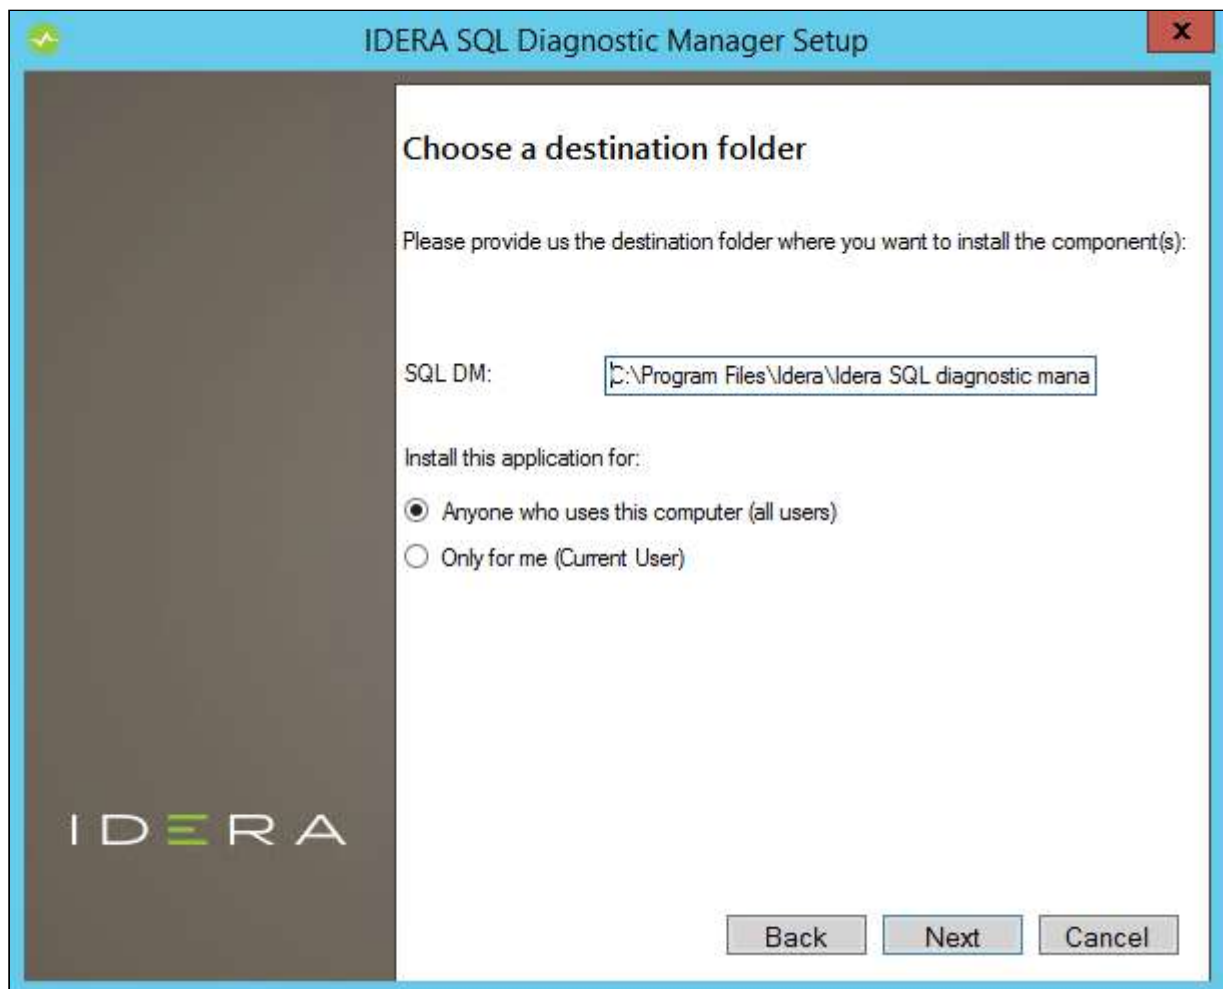 IDERA SQL Diagnostic Manager Setup
x
Choose a destination folder
Please provide us the destination folder where you want to install the component(s):
SQL DM:
C:\Program Files\Idera\Idera SQL diagnostic mana
Install this application for:
Anyone who uses this computer (all users)
Only for me (Current User)
IDERA
Back
Next
Cancel